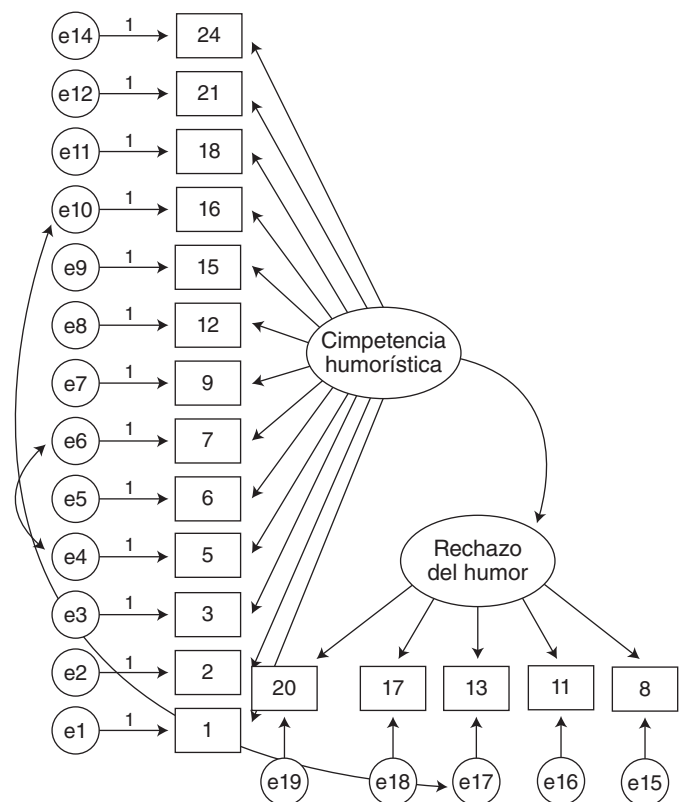 e14 1 24
e12 1 21
e11 1 18
e10 1 16
e9 1 15
e8 1 12
Cimpetencia
humorística
e7 1 9
e6 1 7
e5 1 6
e4 1 5
Rechazo
del humor
e3 1 3
e2 1 2
20 17 13 11 8
e1 1 1
e19 e18 e17 e16 e15